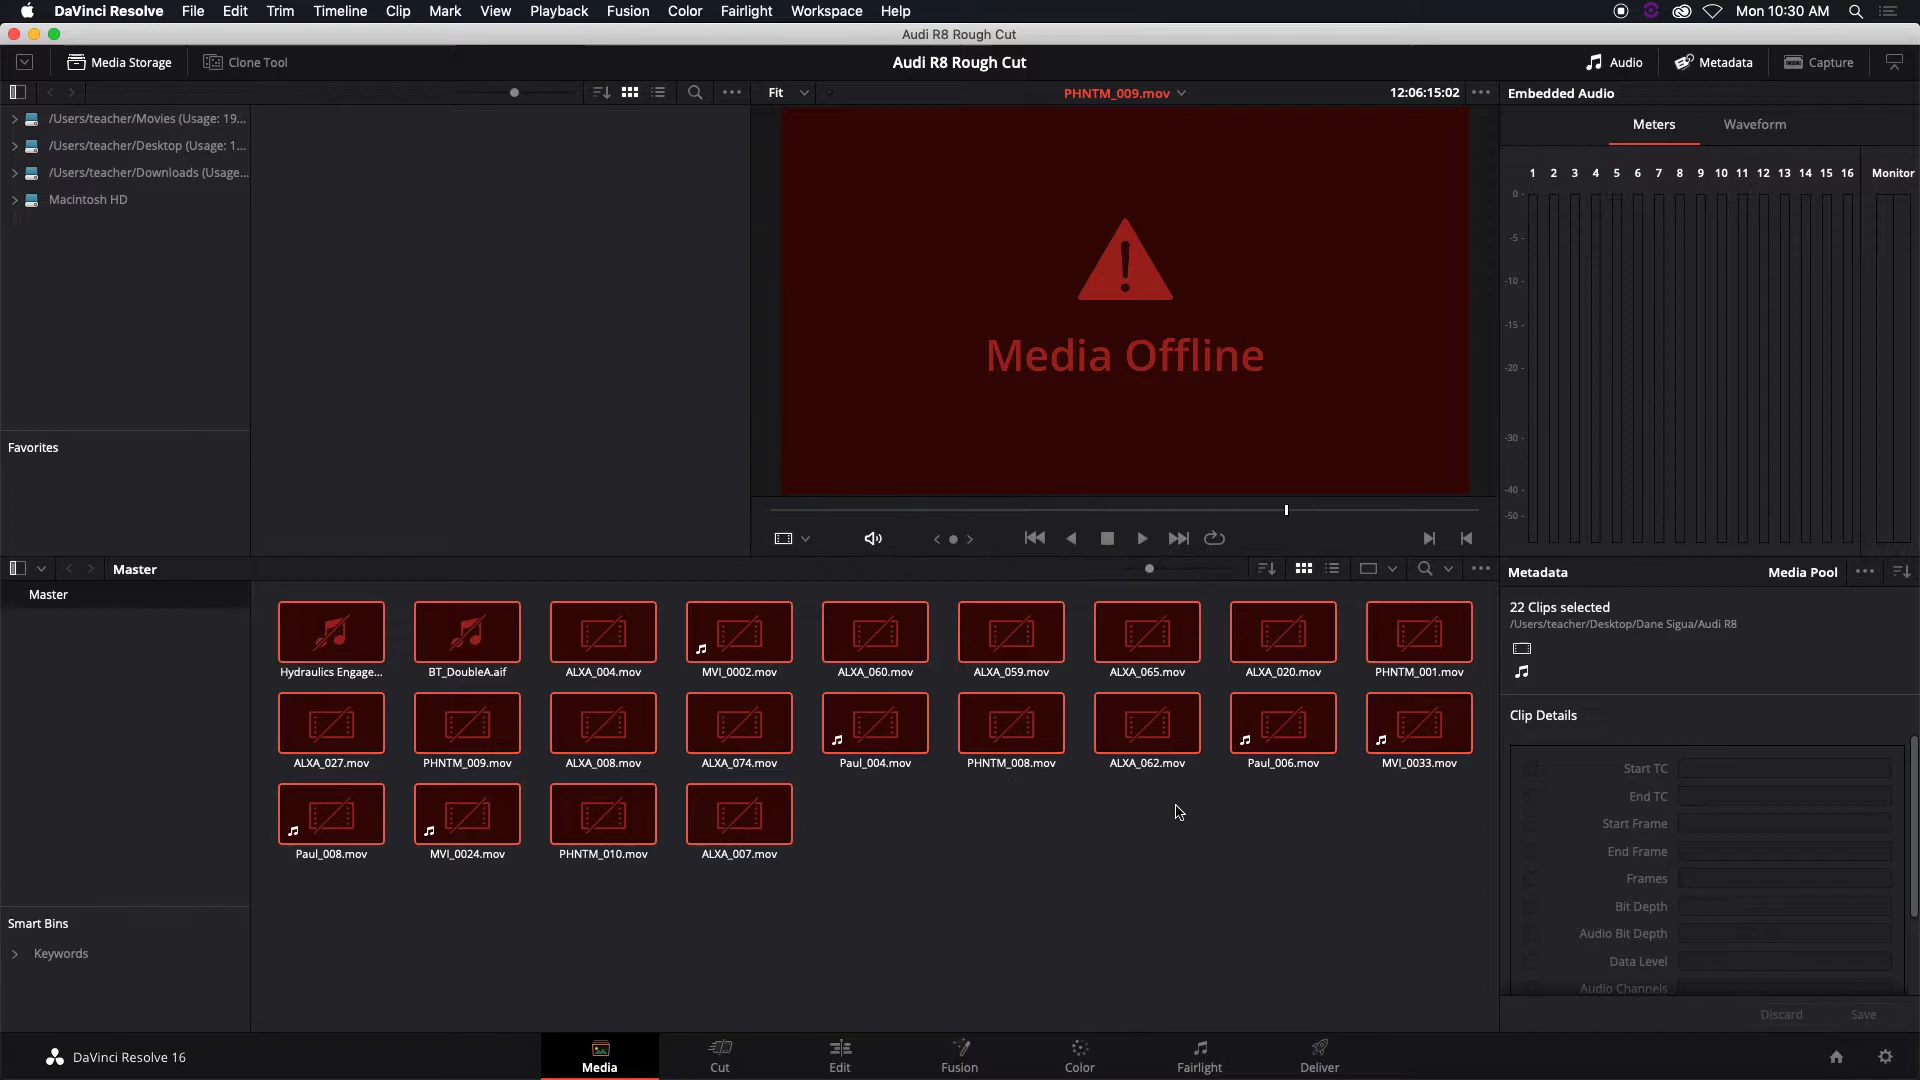 DaVinci Resolve File Edit Trim Timeline Clip Mark View Playback Fusion Color Fairlight Workspace Help Mon 10:30 AM
Audi R8 Rough Cut
Media Storage Clone Tool Audi R8 Rough Cut Audio Metadata Capture
Fit PHNTM_009.mov 12:06:15:02 Embedded Audio
/Users/teacher/Movies (Usage: 19...
/Users/teacher/Desktop (Usage: 1...
/Users/teacher/Downloads (Usage...
Macintosh HD
Media Offline
Meters Waveform
1 2 3 4 5 6 7 8 9 10 11 12 13 14 15 16 Monitor
0
-5
-10
-15
-20
-30
-40
-50
Favorites
Master
Master
Smart Bins
Keywords
Hydraulics Engage... BT_DoubleA.aif ALXA_004.mov MVI_0002.mov ALXA_060.mov ALXA_059.mov ALXA_065.mov ALXA_020.mov PHNTM_001.mov
ALXA_027.mov PHNTM_009.mov ALXA_008.mov ALXA_074.mov Paul_004.mov PHNTM_008.mov ALXA_062.mov Paul_006.mov MVI_0033.mov
Paul_008.mov MVI_0024.mov PHNTM_010.mov ALXA_007.mov
Metadata Media Pool
22 Clips selected
/Users/teacher/Desktop/Dane Sigua/Audi R8
Clip Details
Start TC
End TC
Start Frame
End Frame
Frames
Bit Depth
Audio Bit Depth
Data Level
Audio Channels
Discard Save
DaVinci Resolve 16 Media Cut Edit Fusion Color Fairlight Deliver